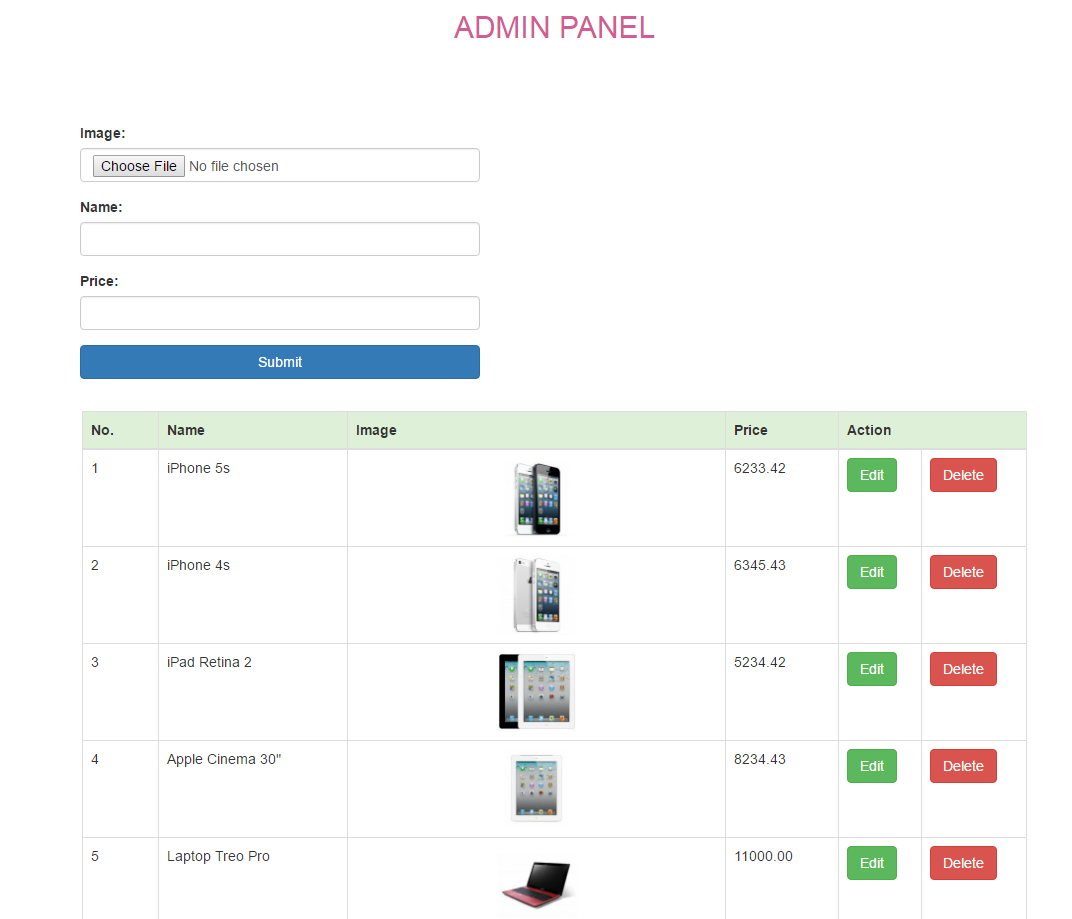 ADMIN PANEL
Image:
Choose File No file chosen
Name:
Price:
Submit
No. Name Image Price Action
1 iPhone 5s 6233.42 Edit Delete
2 iPhone 4s 6345.43 Edit Delete
3 iPad Retina 2 5234.42 Edit Delete
4 Apple Cinema 30" 8234.43 Edit Delete
5 Laptop Treo Pro 11000.00 Edit Delete